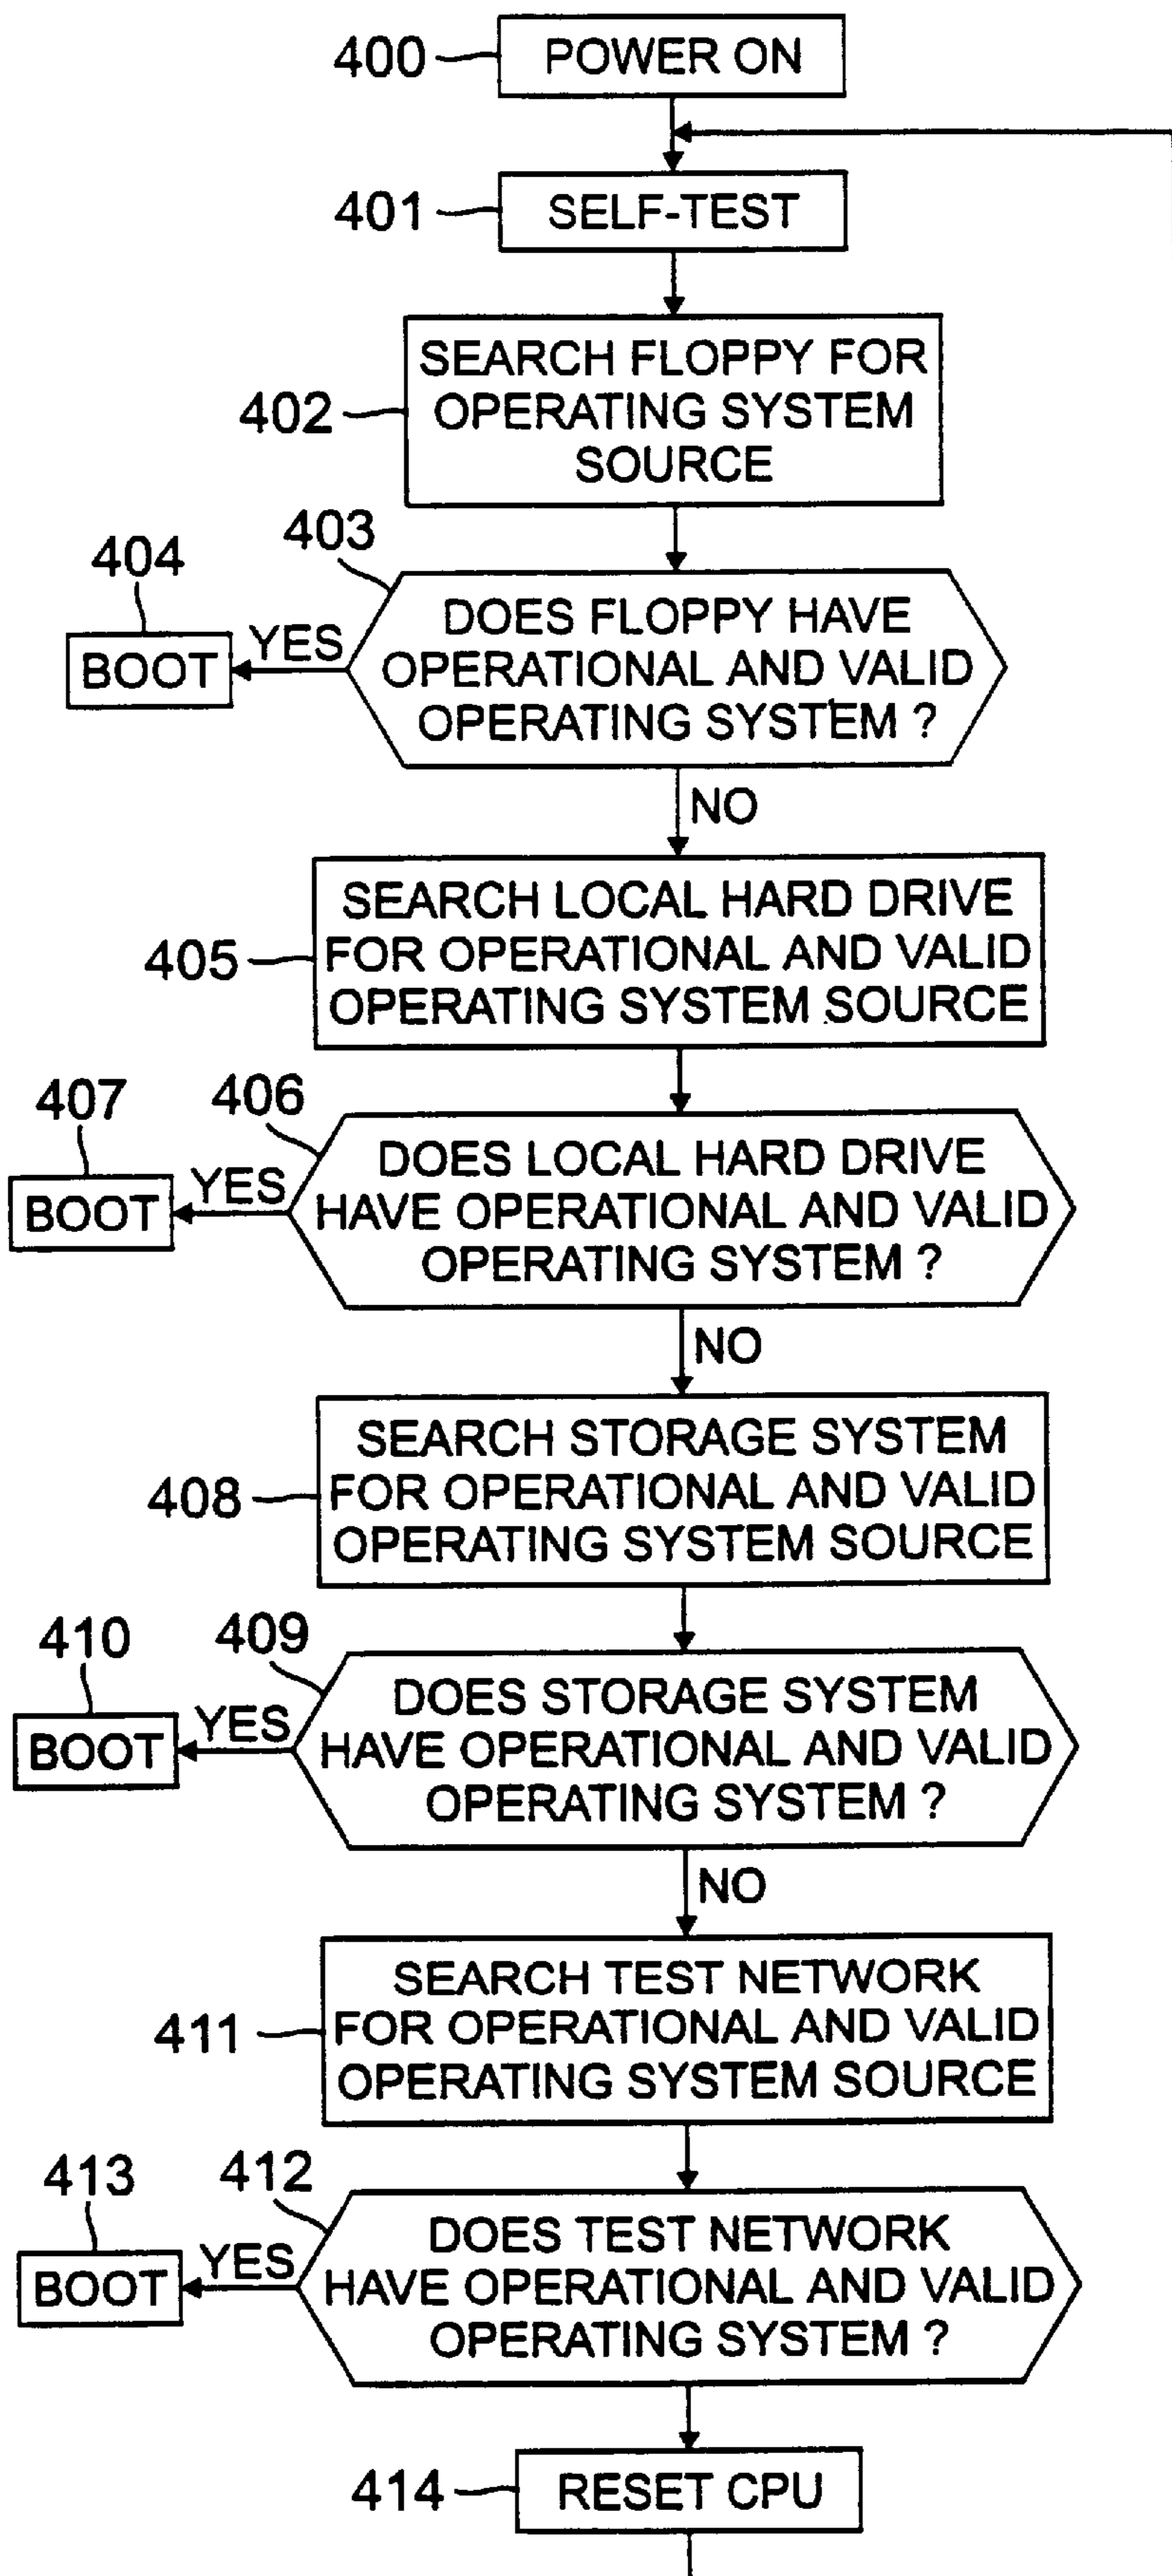 400
POWER ON
401
SELF-TEST
402
SEARCH FLOPPY FOR
OPERATING SYSTEM
SOURCE
403
404
BOOT
YES
DOES FLOPPY HAVE
OPERATIONAL AND VALID
OPERATING SYSTEM ?
NO
405
SEARCH LOCAL HARD DRIVE
FOR OPERATIONAL AND VALID
OPERATING SYSTEM SOURCE
406
407
BOOT
YES
DOES LOCAL HARD DRIVE
HAVE OPERATIONAL AND VALID
OPERATING SYSTEM ?
NO
408
SEARCH STORAGE SYSTEM
FOR OPERATIONAL AND VALID
OPERATING SYSTEM SOURCE
409
410
BOOT
YES
DOES STORAGE SYSTEM
HAVE OPERATIONAL AND VALID
OPERATING SYSTEM ?
NO
411
SEARCH TEST NETWORK
FOR OPERATIONAL AND VALID
OPERATING SYSTEM SOURCE
412
413
BOOT
YES
DOES TEST NETWORK
HAVE OPERATIONAL AND VALID
OPERATING SYSTEM ?
414
RESET CPU